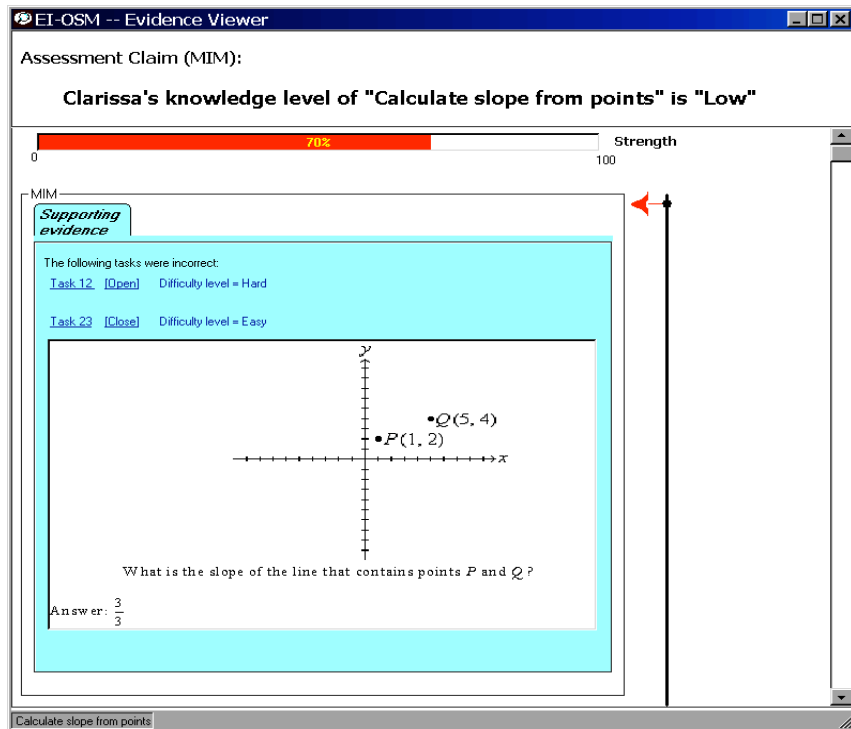 EI-OSM -- Evidence Viewer
Assessment Claim (MIM):
Clarissa's knowledge level of "Calculate slope from points" is "Low"
70%
Strength
0
100
MIM
Supporting
evidence
The following tasks were incorrect:
Task 12 [Open] Difficulty level = Hard
Task 23 [Close] Difficulty level = Easy
y
Q(5, 4)
P(1, 2)
x
What is the slope of the line that contains points P and Q ?
Answer: 3/3
Calculate slope from points